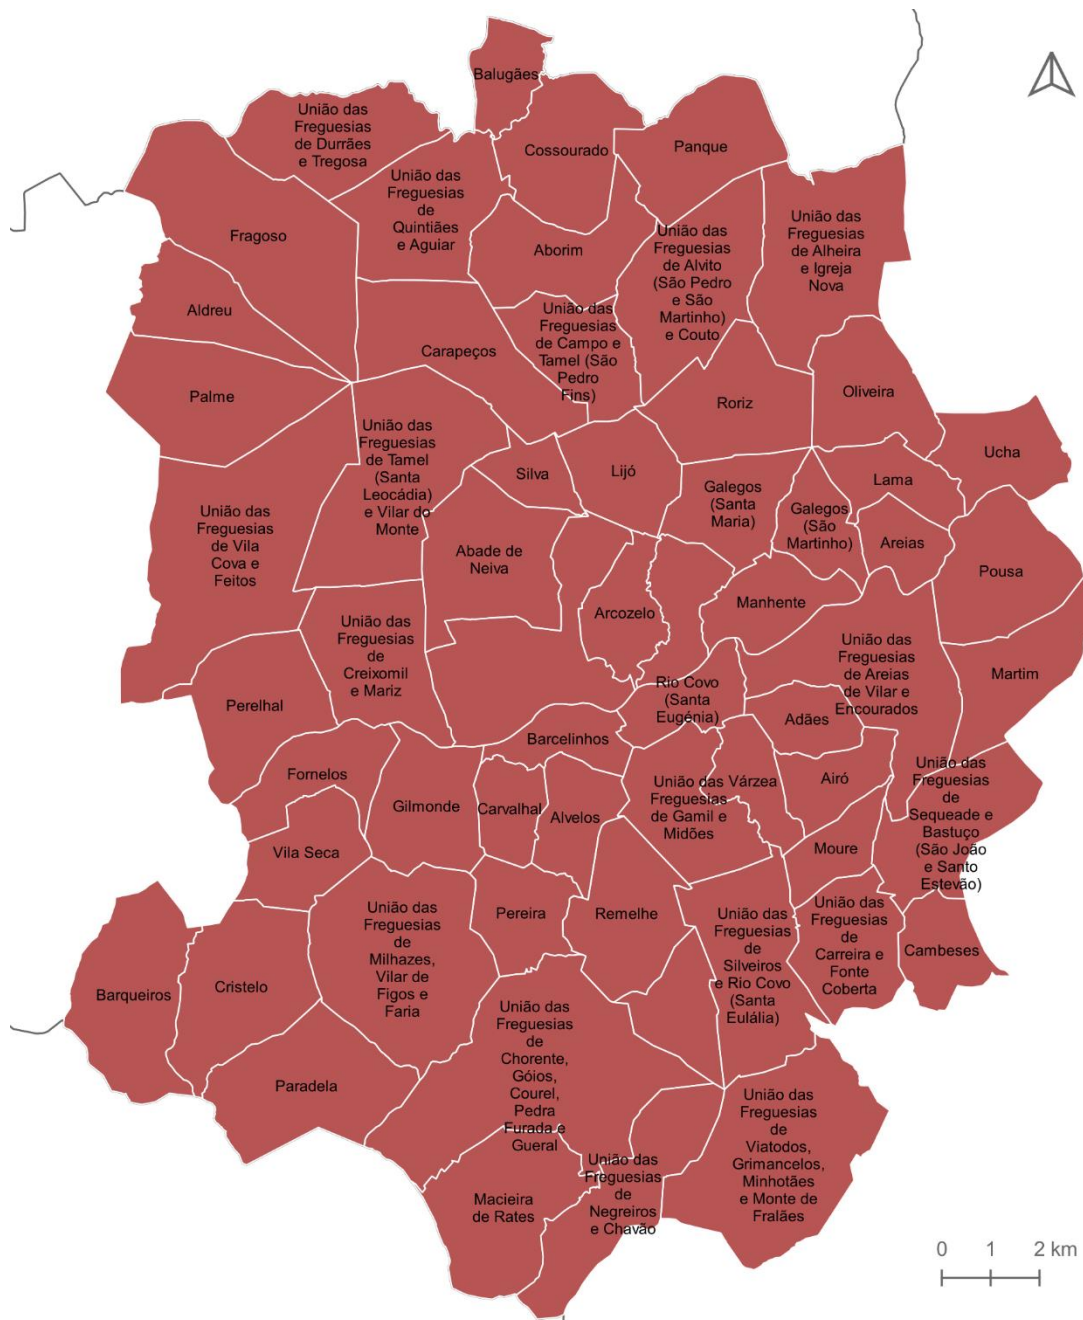 Balugães
União das
Freguesias
de Durrães
e Tregosa
Cossourado
Panque
União das
Freguesias
de
Quintiães
e Aguiar
Fragoso
Aborim
União das
Freguesias
de Alvito
(São Pedro
e São
Martinho)
e Couto
União das
Freguesias
de Alheira
e Igreja
Nova
Aldreu
Carapeços
União das
Freguesias
de Campo e
Tamel (São
Pedro
Fins)
Palme
Roriz
Oliveira
União das
Freguesias
de Tamel
(Santa
Leocádia)
e Vilar do
Monte
Silva
Lijó
Galegos
(Santa
Maria)
Galegos
(São
Martinho)
Lama
Ucha
União das
Freguesias
de Vila
Cova e
Feitos
Abade de
Neiva
Areias
Pousa
Arcozelo
Manhente
União das
Freguesias
de
Creixomil
e Mariz
União das
Freguesias
de Areias
de Vilar e
Encourados
Martim
Perelhal
Rio Covo
(Santa
Eugénia)
Adães
Barcelinhos
Fornelos
Gilmonde
Carvalhal
Alvelos
União das
Freguesias
de Gamil e
Midões
Várzea
Airó
União das
Freguesias
de
Sequeade e
Bastuço
(São João
e Santo
Estevão)
Vila Seca
Moure
União das
Freguesias
de
Milhazes,
Vilar de
Figos e
Faria
Pereira
Remelhe
União das
Freguesias
de
Silveiros
e Rio Covo
(Santa
Eulália)
União das
Freguesias
de
Carreira e
Fonte
Coberta
Cambeses
Barqueiros
Cristelo
União das
Freguesias
de
Chorente,
Góios,
Courel,
Pedra
Furada e
Gueral
Paradela
União das
Freguesias
de
Viatodos,
Grimancelos,
Minhotães
e Monte de
Fralães
Macieira
de Rates
União das
Freguesias
de
Negreiros
e Chavão
0 1 2 km